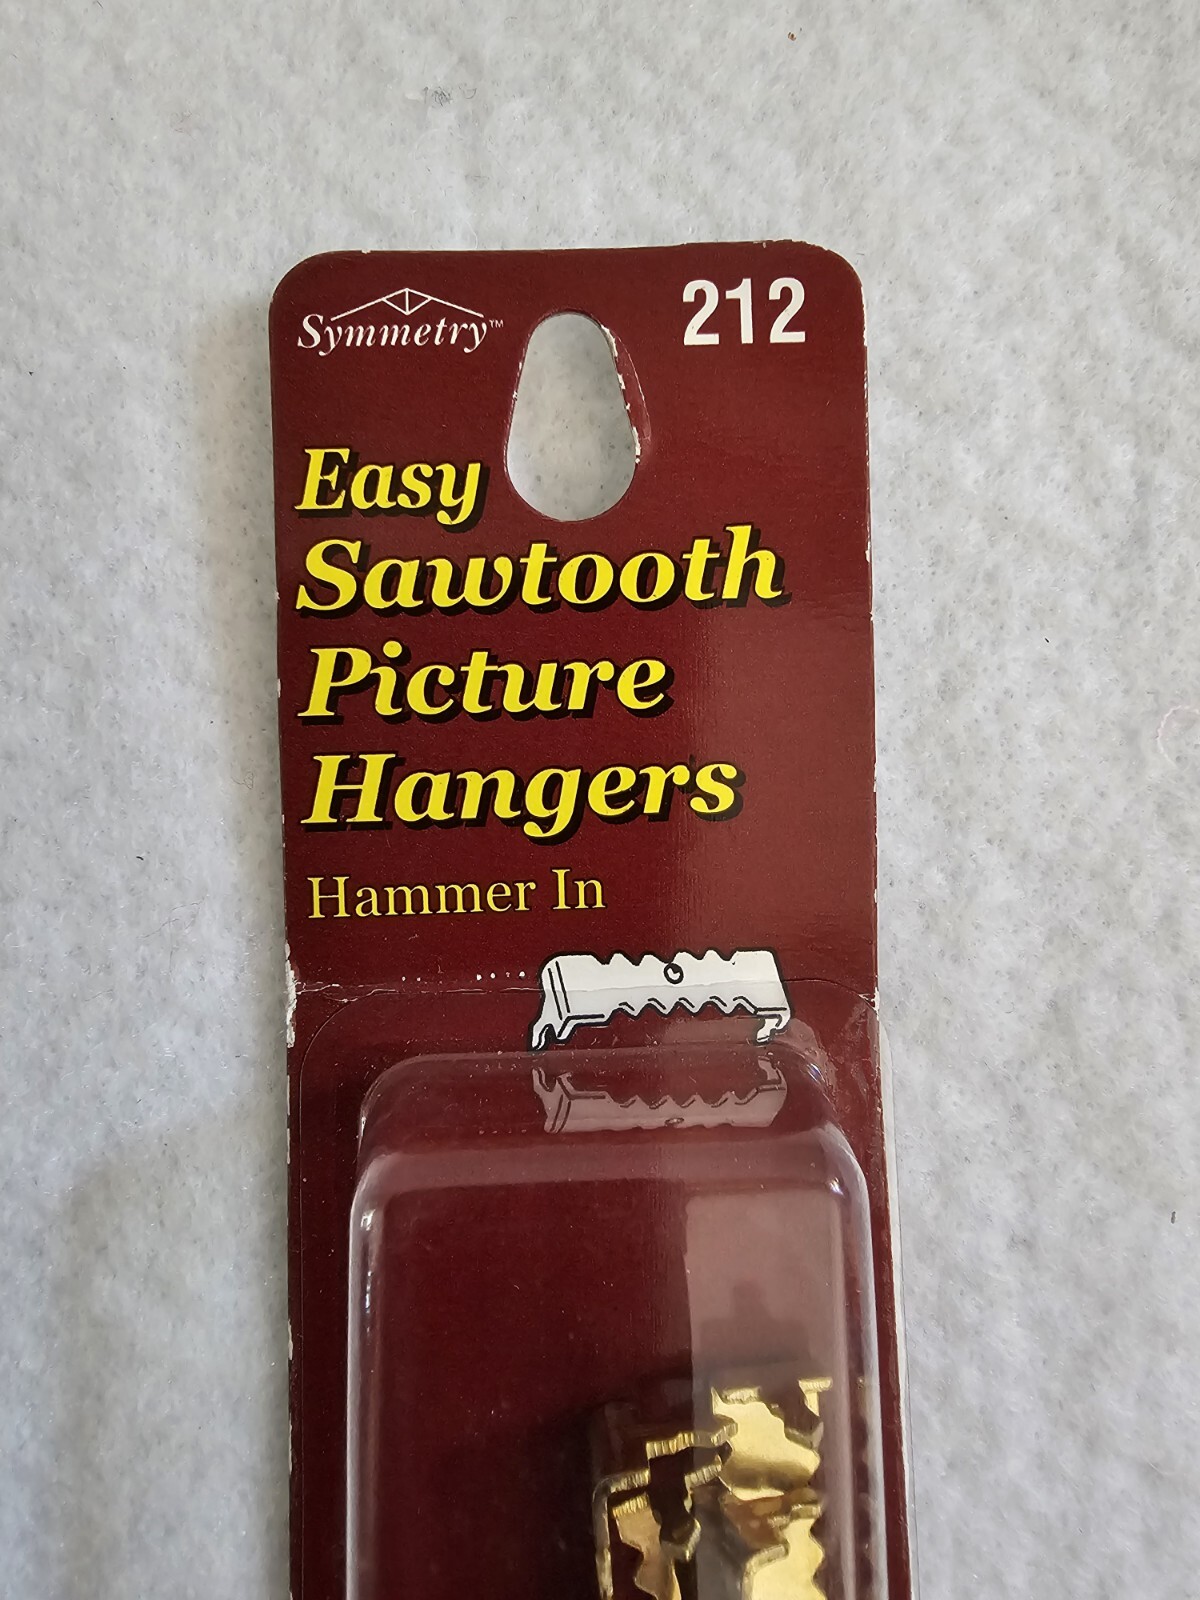 Symmetry™
212
Easy
Sawtooth
Picture
Hangers
Hammer In